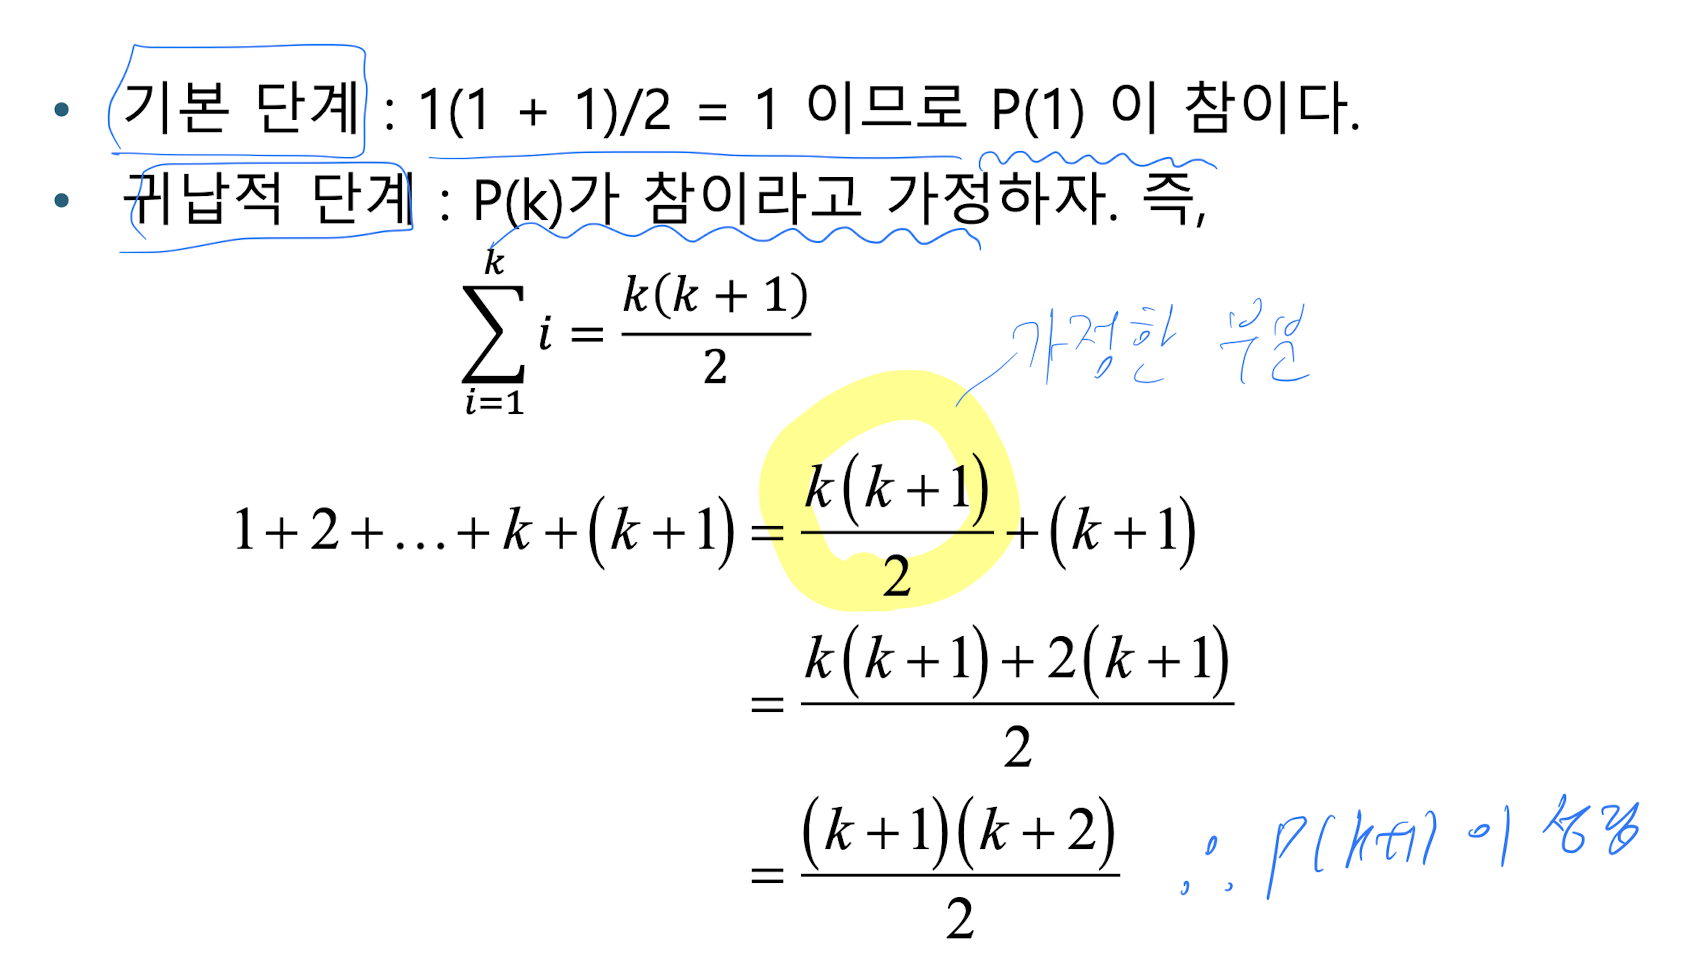 • 기본 단계 : 1(1 + 1)/2 = 1 이므로 P(1) 이 참이다.
• 귀납적 단계 : P(k)가 참이라고 가정하자. 즉,
\sum_{i=1}^{k} i = \frac{k(k+1)}{2}
가정한 부분
1+2+…+k+(k+1) = \frac{k(k+1)}{2}+(k+1)
= \frac{k(k+1)+2(k+1)}{2}
= \frac{(k+1)(k+2)}{2} ∴ P(k+1) 이 성립